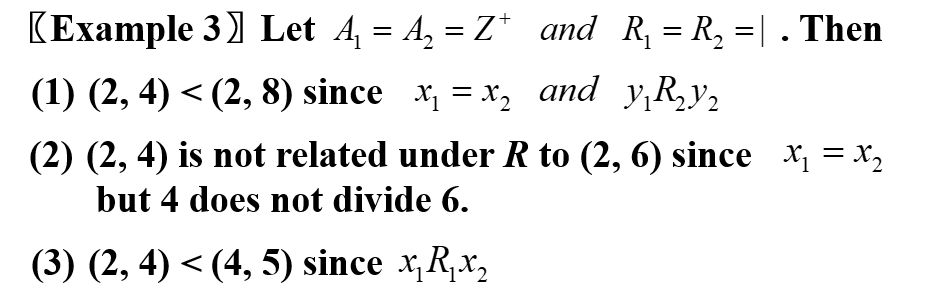 〖Example 3〗 Let A₁ = A₂ = Z⁺ and R₁ = R₂ =| . Then
(1) (2, 4) < (2, 8) since x₁ = x₂ and y₁R₂y₂
(2) (2, 4) is not related under R to (2, 6) since x₁ = x₂
but 4 does not divide 6.
(3) (2, 4) < (4, 5) since x₁R₁x₂